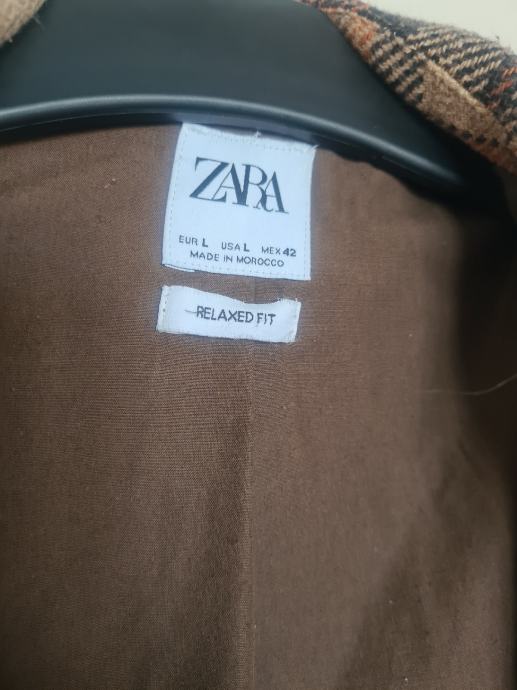 ZARA
EUR L USA L MEX 42
MADE IN MOROCCO
RELAXED FIT